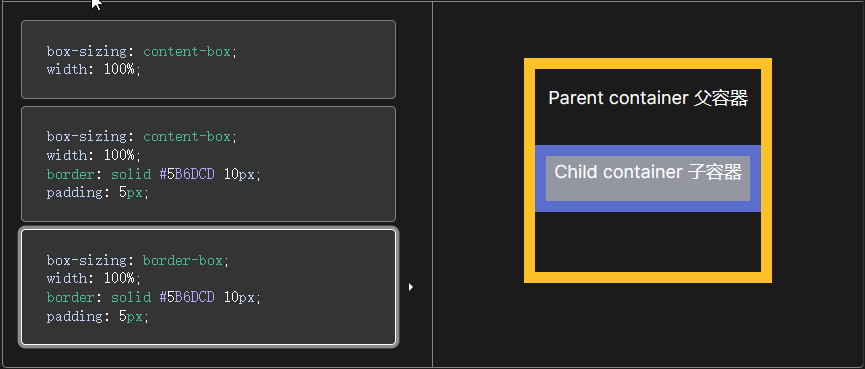 box-sizing: content-box;
width: 100%;
box-sizing: content-box;
width: 100%;
border: solid #5B6DCD 10px;
padding: 5px;
box-sizing: border-box;
width: 100%;
border: solid #5B6DCD 10px;
padding: 5px;
Parent container 父容器
Child container 子容器